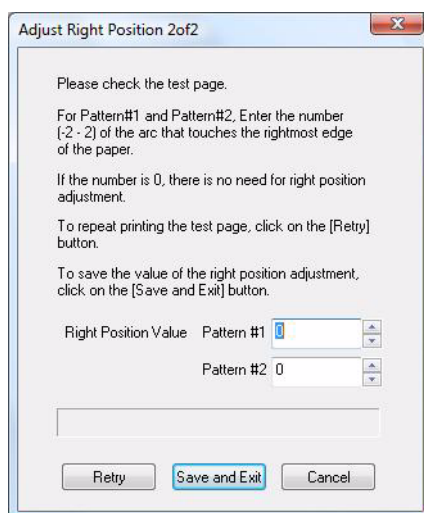 Adjust Right Position 2of2
Please check the test page.
For Pattern#1 and Pattern#2, Enter the number
(-2 - 2) of the arc that touches the rightmost edge
of the paper.
If the number is 0, there is no need for right position
adjustment.
To repeat printing the test page, click on the [Retry]
button.
To save the value of the right position adjustment,
click on the [Save and Exit] button.
Right Position Value Pattern #1 0
Pattern #2 0
Retry Save and Exit Cancel